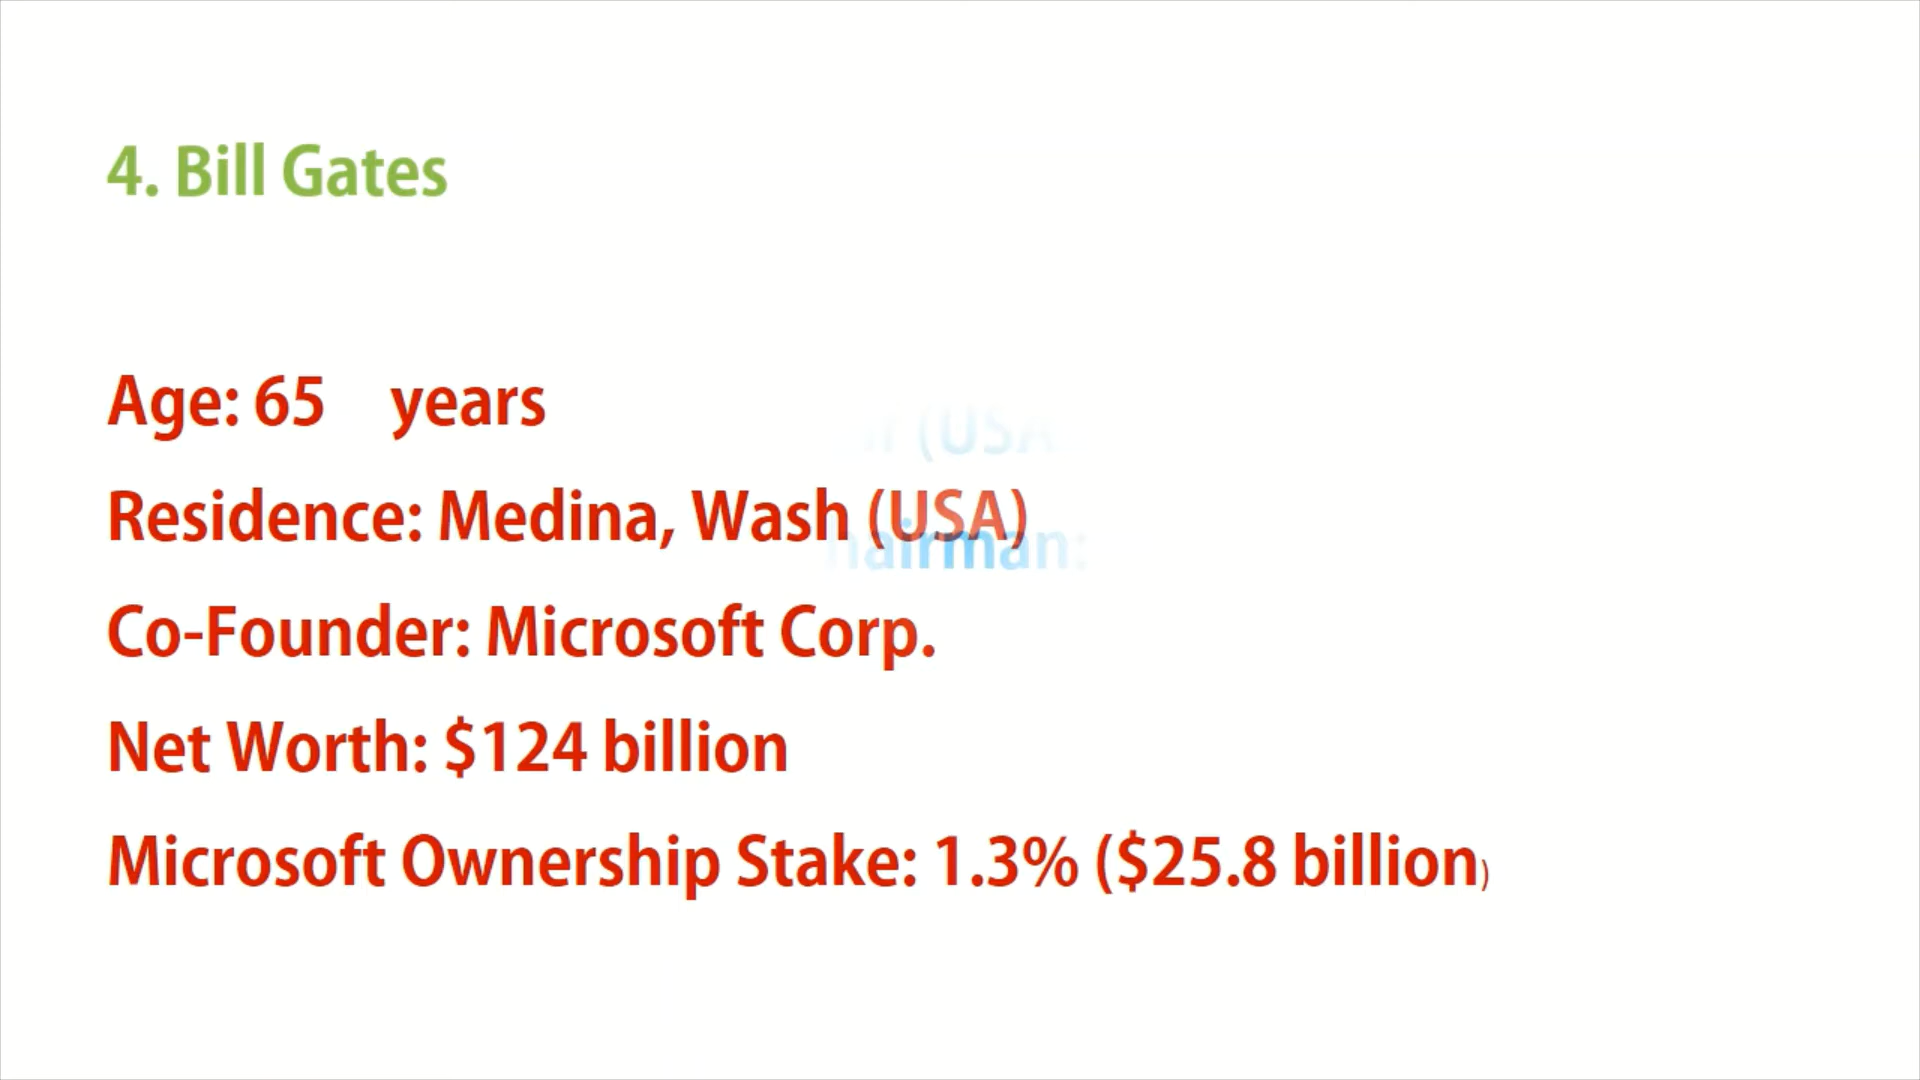 4. Bill Gates
Age: 65 years
Residence: Medina, Wash (USA)
(USA
Co-Founder: Microsoft Corp.
Net Worth: $124 billion
Microsoft Ownership Stake: 1.3% ($25.8 billion)